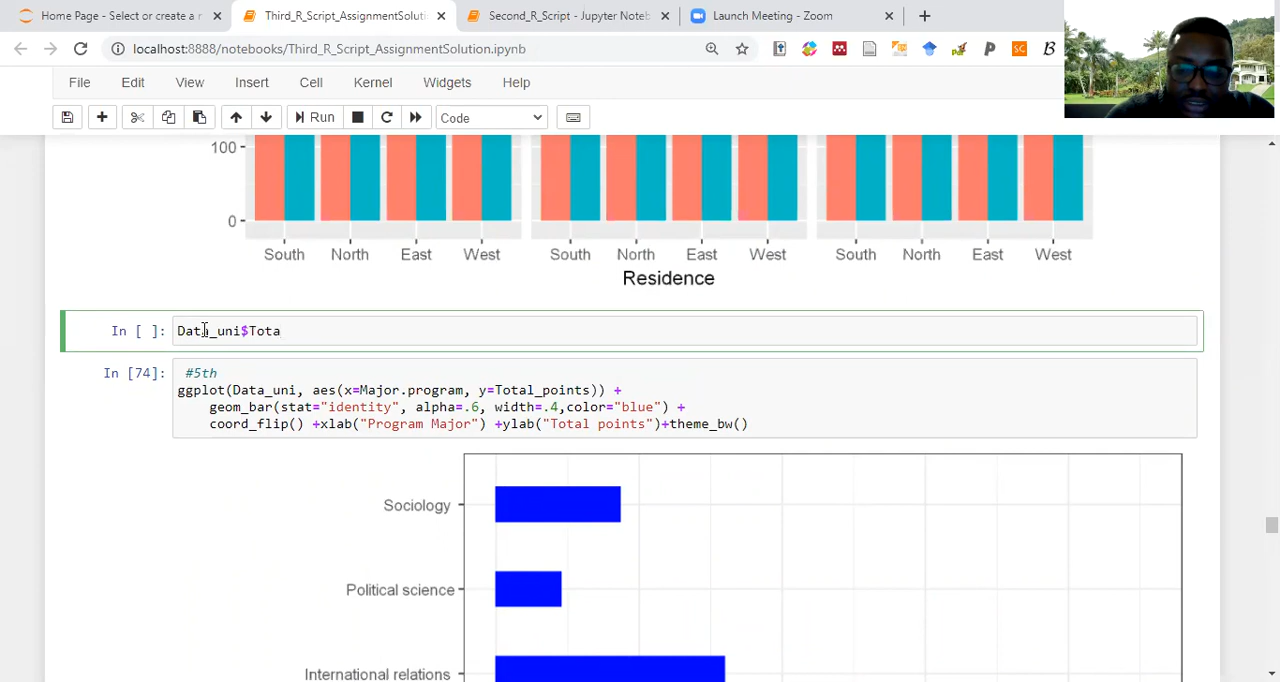 Home Page - Select or create a n
Third_R_Script_AssignmentSoluti
Second_R_Script - Jupyter Noteb
Launch Meeting - Zoom
localhost:8888/notebooks/Third_R_Script_AssignmentSolution.ipynb
File Edit View Insert Cell Kernel Widgets Help
Run Code
100
0
South North East West South North East West South North East West
Residence
In [ ]: Data_uni$Tota
In [74]: #5th
ggplot(Data_uni, aes(x=Major.program, y=Total_points)) +
geom_bar(stat="identity", alpha=.6, width=.4,color="blue") +
coord_flip() +xlab("Program Major") +ylab("Total points")+theme_bw()
Sociology
Political science
International relations